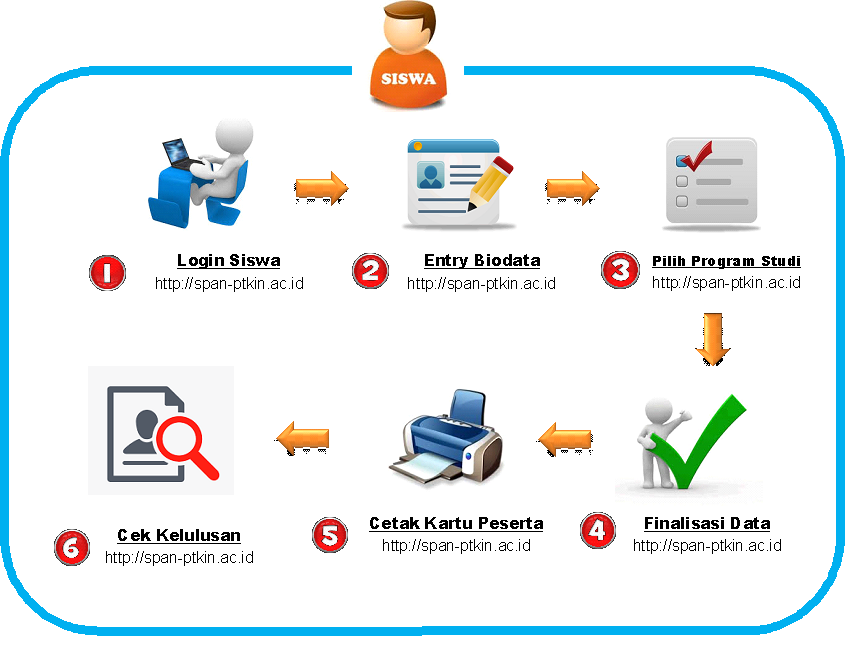 SISWA
1
Login Siswa
http://span-ptkin.ac.id
2
Entry Biodata
http://span-ptkin.ac.id
3
Pilih Program Studi
http://span-ptkin.ac.id
4
Finalisasi Data
http://span-ptkin.ac.id
5
Cetak Kartu Peserta
http://span-ptkin.ac.id
6
Cek Kelulusan
http://span-ptkin.ac.id